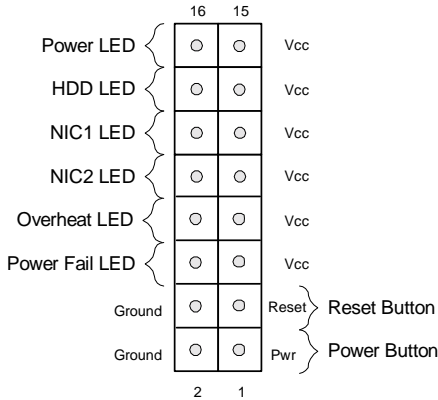 16 15
Power LED Vcc
HDD LED Vcc
NIC1 LED Vcc
NIC2 LED Vcc
Overheat LED Vcc
Power Fail LED Vcc
Ground Reset Reset Button
Ground Pwr Power Button
2 1